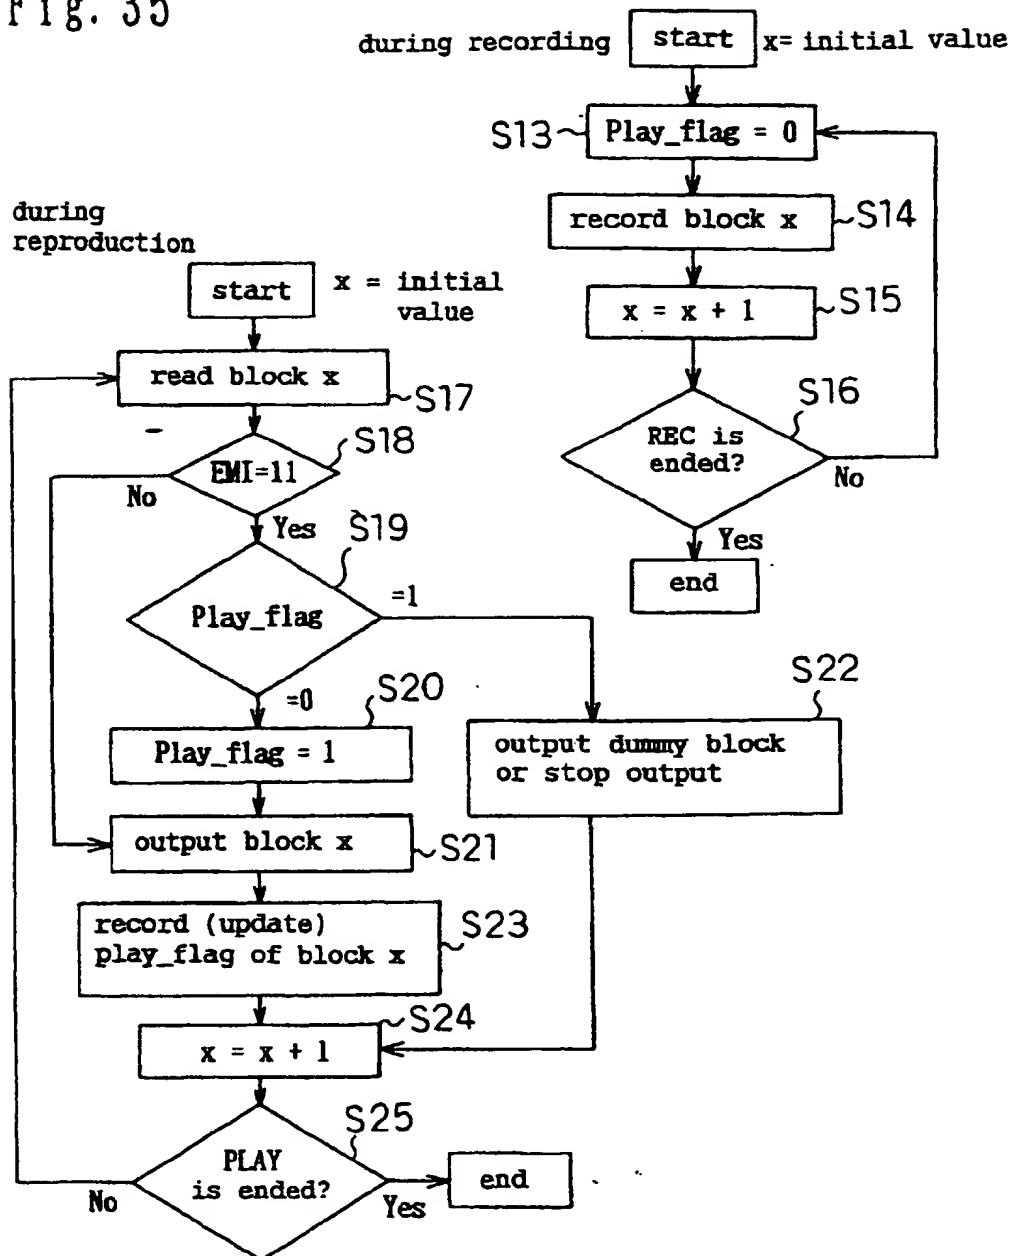 Fig. 35
during recording
start
x= initial value
S13
Play_flag = 0
record block x
S14
x = x + 1
S15
S16
REC is
ended?
No
Yes
end
during
reproduction
start
x = initial
value
read block x
S17
S18
EMI=11
No
Yes
S19
Play_flag
=1
=0
S20
Play_flag = 1
S22
output dummy block
or stop output
output block x
S21
record (update)
play_flag of block x
S23
S24
x = x + 1
S25
PLAY
is ended?
No
Yes
end